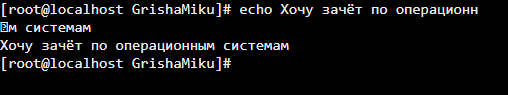 [root@localhost GrishaMiku]# echo Хочу зачёт по операционн
м системам
Хочу зачёт по операционным системам
[root@localhost GrishaMiku]#